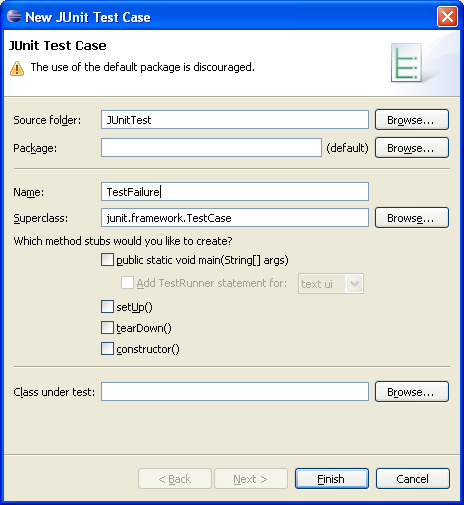 New JUnit Test Case
JUnit Test Case
The use of the default package is discouraged.
Source folder: JUnitTest Browse...
Package: (default) Browse...
Name: TestFailure
Superclass: junit.framework.TestCase Browse...
Which method stubs would you like to create?
public static void main(String[] args)
Add TestRunner statement for: text ui
setUp()
tearDown()
constructor()
Class under test: Browse...
< Back Next > Finish Cancel